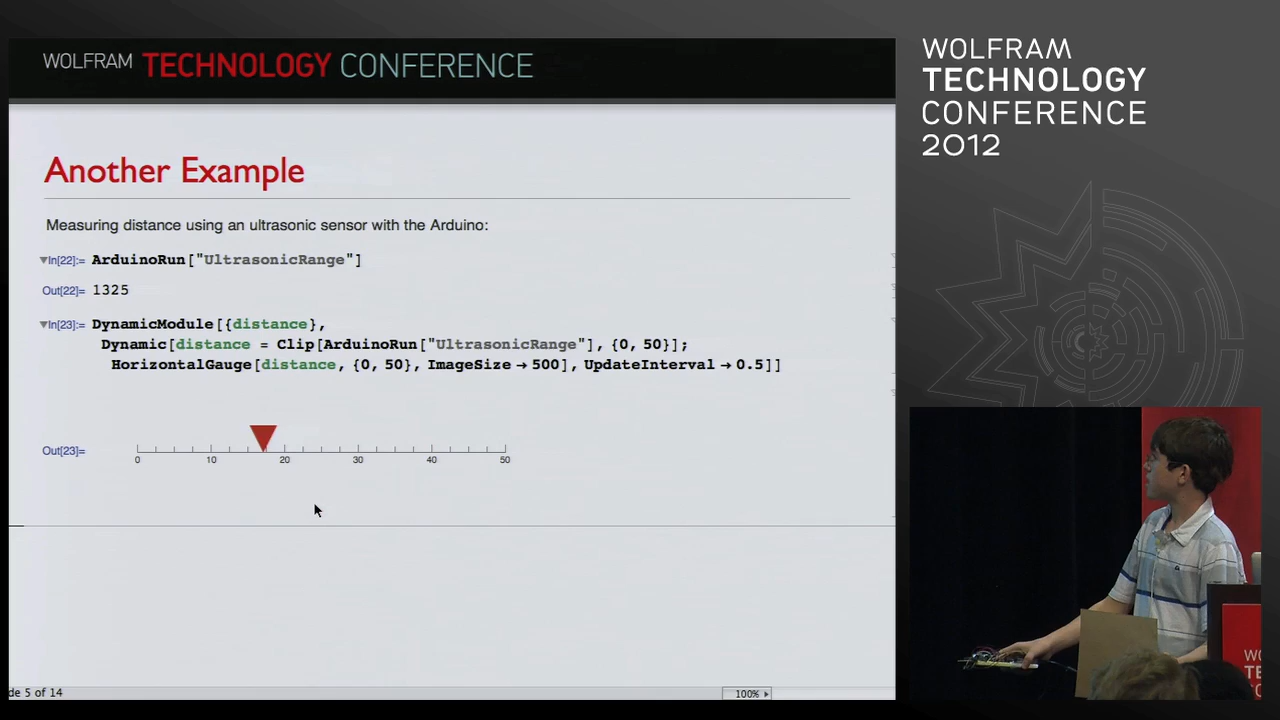 WOLFRAM TECHNOLOGY CONFERENCE
Another Example
Measuring distance using an ultrasonic sensor with the Arduino:
In[22]:= ArduinoRun["UltrasonicRange"]
Out[22]= 1325
In[23]:= DynamicModule[{distance},
Dynamic[distance = Clip[ArduinoRun["UltrasonicRange"], {0, 50}];
HorizontalGauge[distance, {0, 50}, ImageSize → 500], UpdateInterval → 0.5]]
Out[23]=
0 10 20 30 40 50
de 5 of 14
100%
WOLFRAM
TECHNOLOGY
CONFERENCE
2012
WO
TE
CO